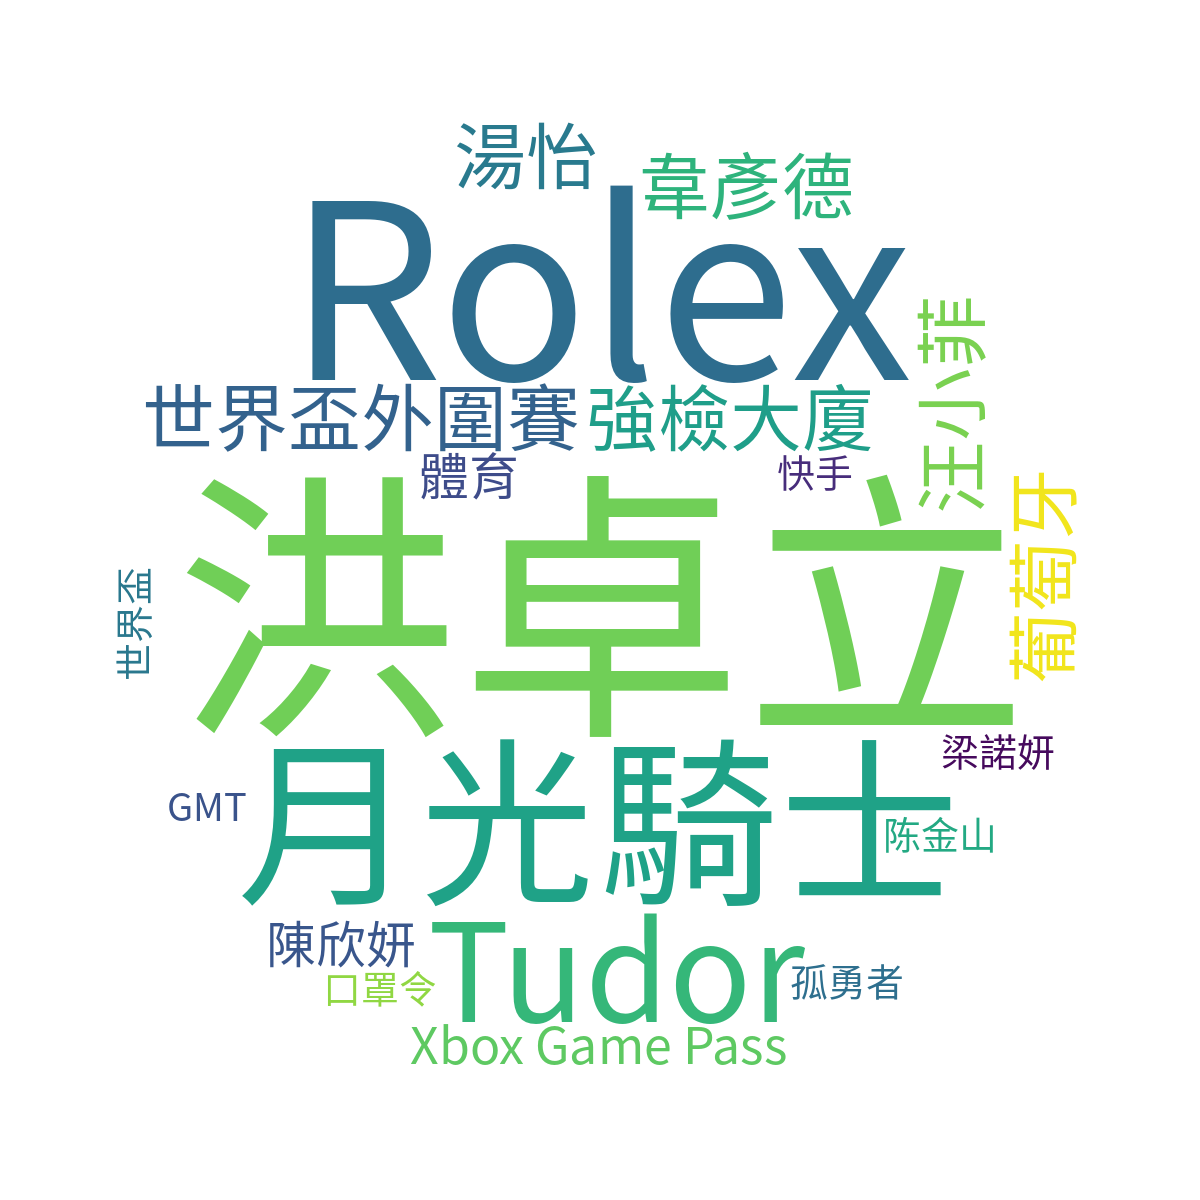 湯怡
韋彥德
Rolex
汪小菲
世界盃外圍賽
強檢大廈
體育
快手
葡萄牙
洪卓立
世界盃
梁諾妍
月光騎士
GMT
陈金山
Tudor
陳欣妍
口罩令
孤勇者
Xbox Game Pass